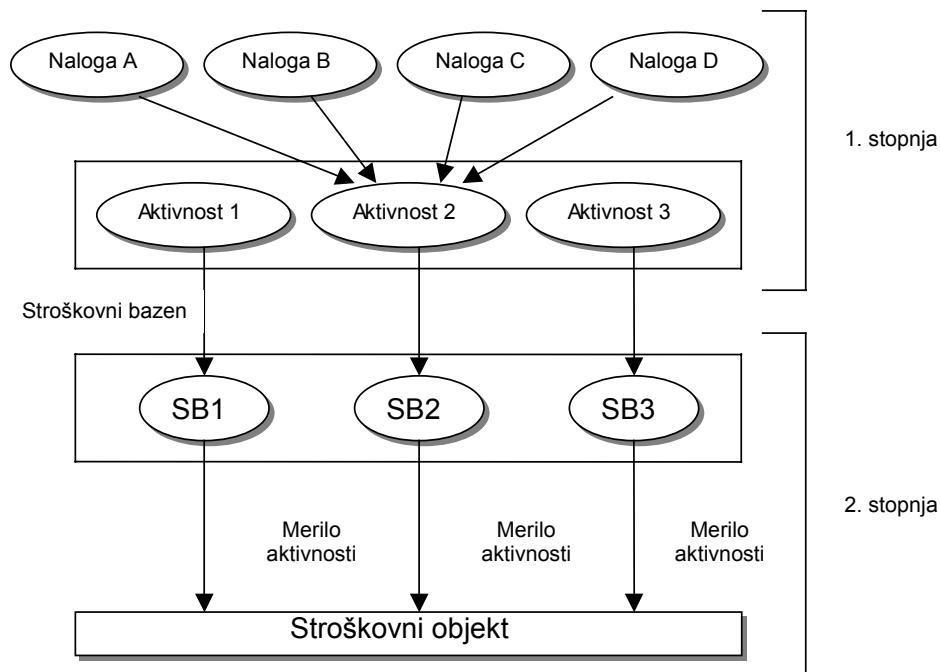 Naloga A
Naloga B
Naloga C
Naloga D
1. stopnja
Aktivnost 1
Aktivnost 2
Aktivnost 3
Stroškovni bazen
SB1
SB2
SB3
2. stopnja
Merilo
aktivnosti
Merilo
aktivnosti
Merilo
aktivnosti
Stroškovni objekt